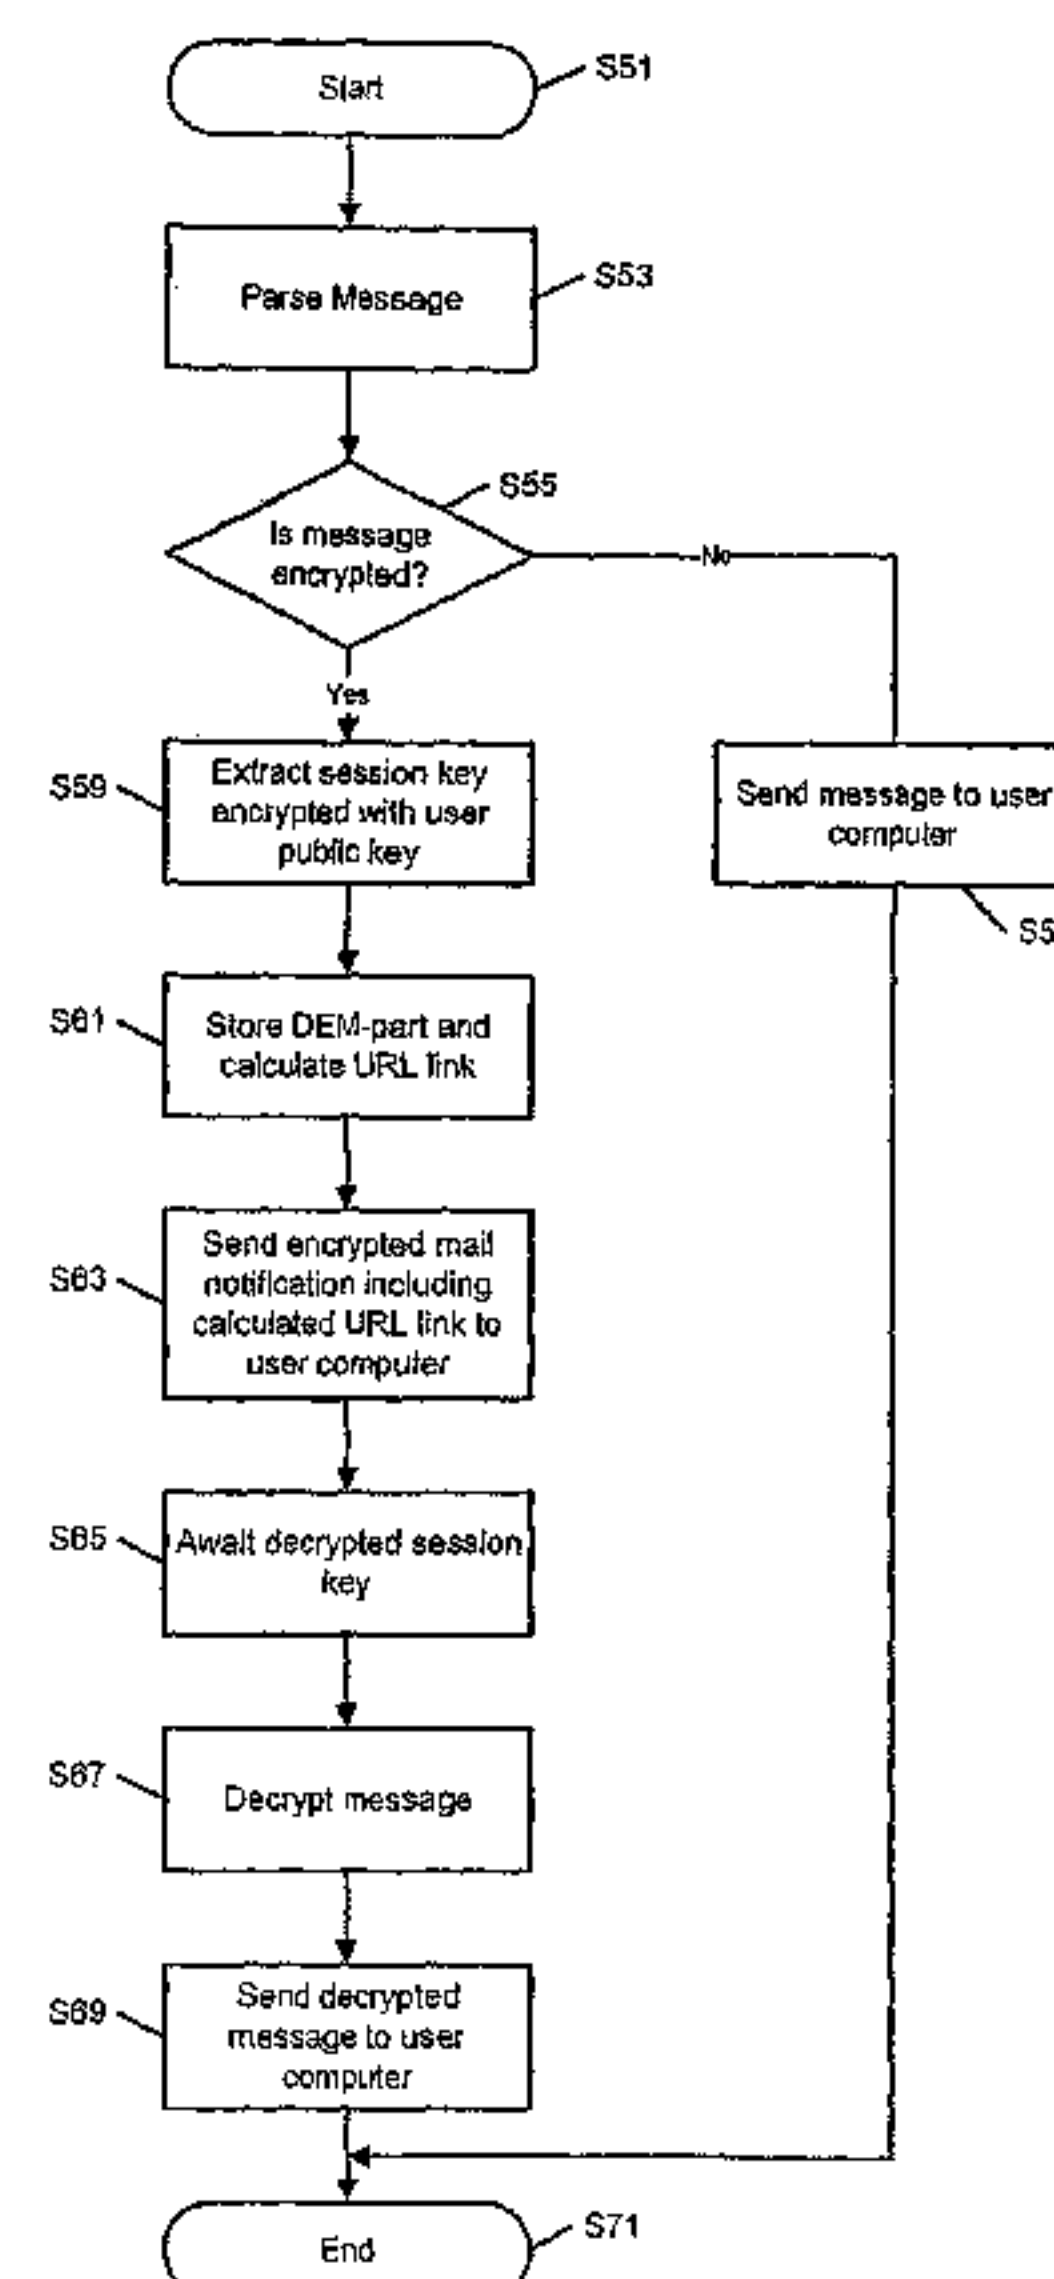 Start
S51
Parse Message
S53
S55
Is message
encrypted?
No
Yes
S59
Extract session key
encrypted with user
public key
Send message to user
computer
S5
S61
Store DEM-part and
calculate URL link
S63
Send encrypted mail
notification including
calculated URL link to
user computer
S65
Await decrypted session
key
S67
Decrypt message
S69
Send decrypted
message to user
computer
End
S71